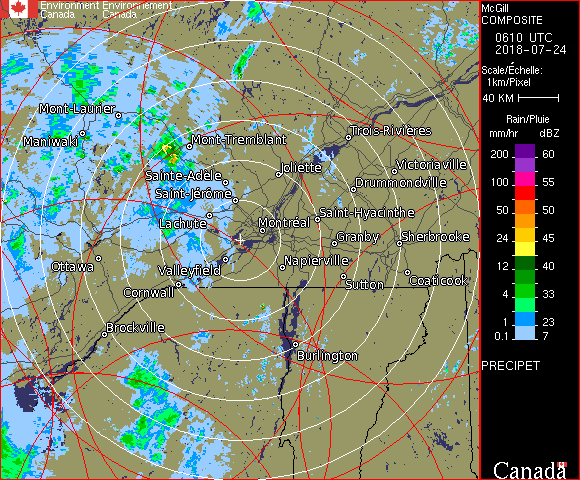 Environment Environnement
Canada Canada
McGill
COMPOSITE
0610 UTC
2018-07-24
Scale/Échelle:
1km/Pixel
40 KM
Rain/Pluie
mm/hr dBZ
200 60
150 57
100 55
50 50
24 45
12 40
4 33
1 23
0.1 7
PRECIPET
Canada
Mont-Laurier
Maniwaki
Mont-Tremblant
Trois-Rivières
Joliette
Victoriaville
Sainte-Adèle
Saint-Jérôme
Drummondville
Lachute
Montréal
Saint-Hyacinthe
Granby
Sherbrooke
Ottawa
Valleyfield
Napierville
Cornwall
Sutton
Coaticook
Brockville
Burlington